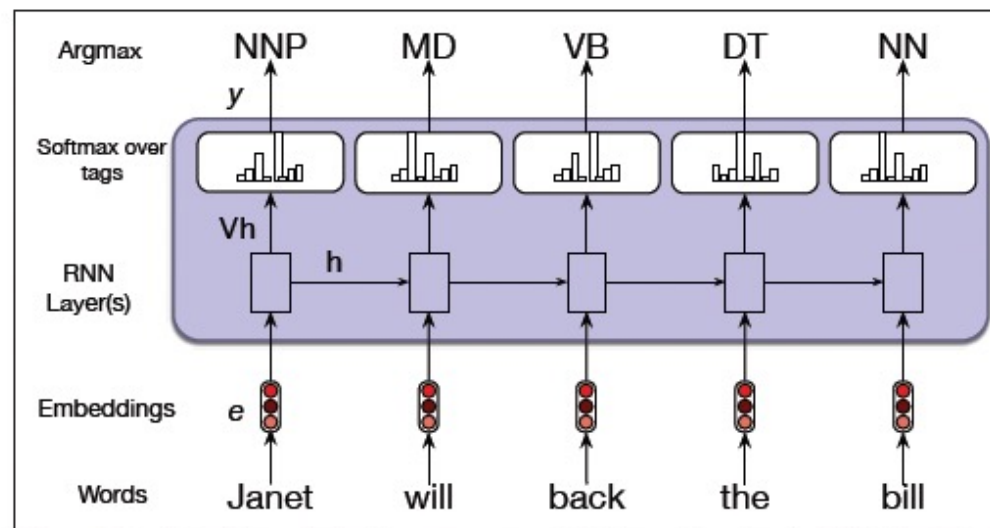 Argmax NNP MD VB DT NN
y
Softmax over
tags
Vh
h
RNN
Layer(s)
Embeddings e
Words Janet will back the bill